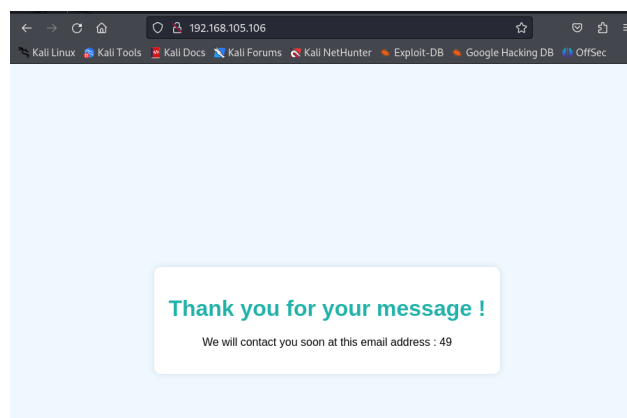 192.168.105.106
Kali Linux Kali Tools Kali Docs Kali Forums Kali NetHunter Exploit-DB Google Hacking DB OffSec
Thank you for your message !
We will contact you soon at this email address : 49